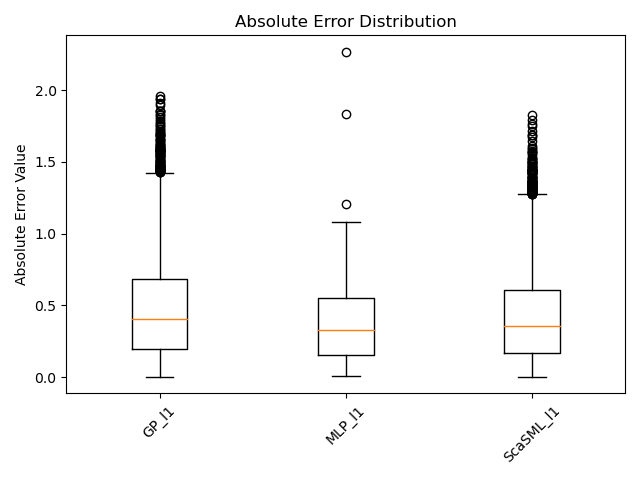 Absolute Error Distribution
Absolute Error Value
2.0
1.5
1.0
0.5
0.0
GP_l1
MLP_l1
ScaSML_l1